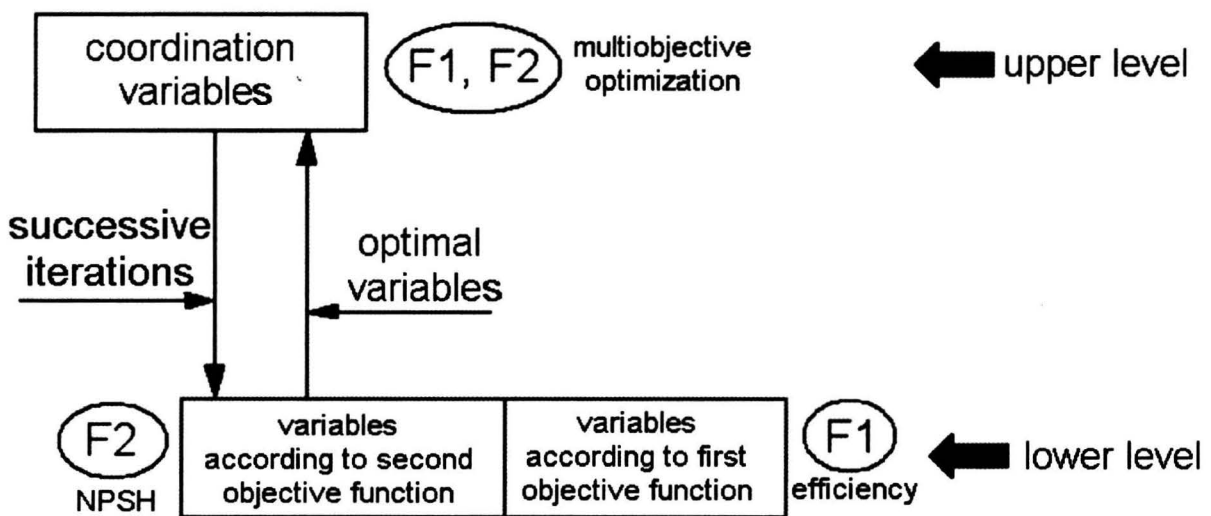 coordination
variables
F1, F2
multiobjective
optimization
upper level
successive
iterations
optimal
variables
F2
NPSH
variables
according to second
objective function
variables
according to first
objective function
F1
efficiency
lower level